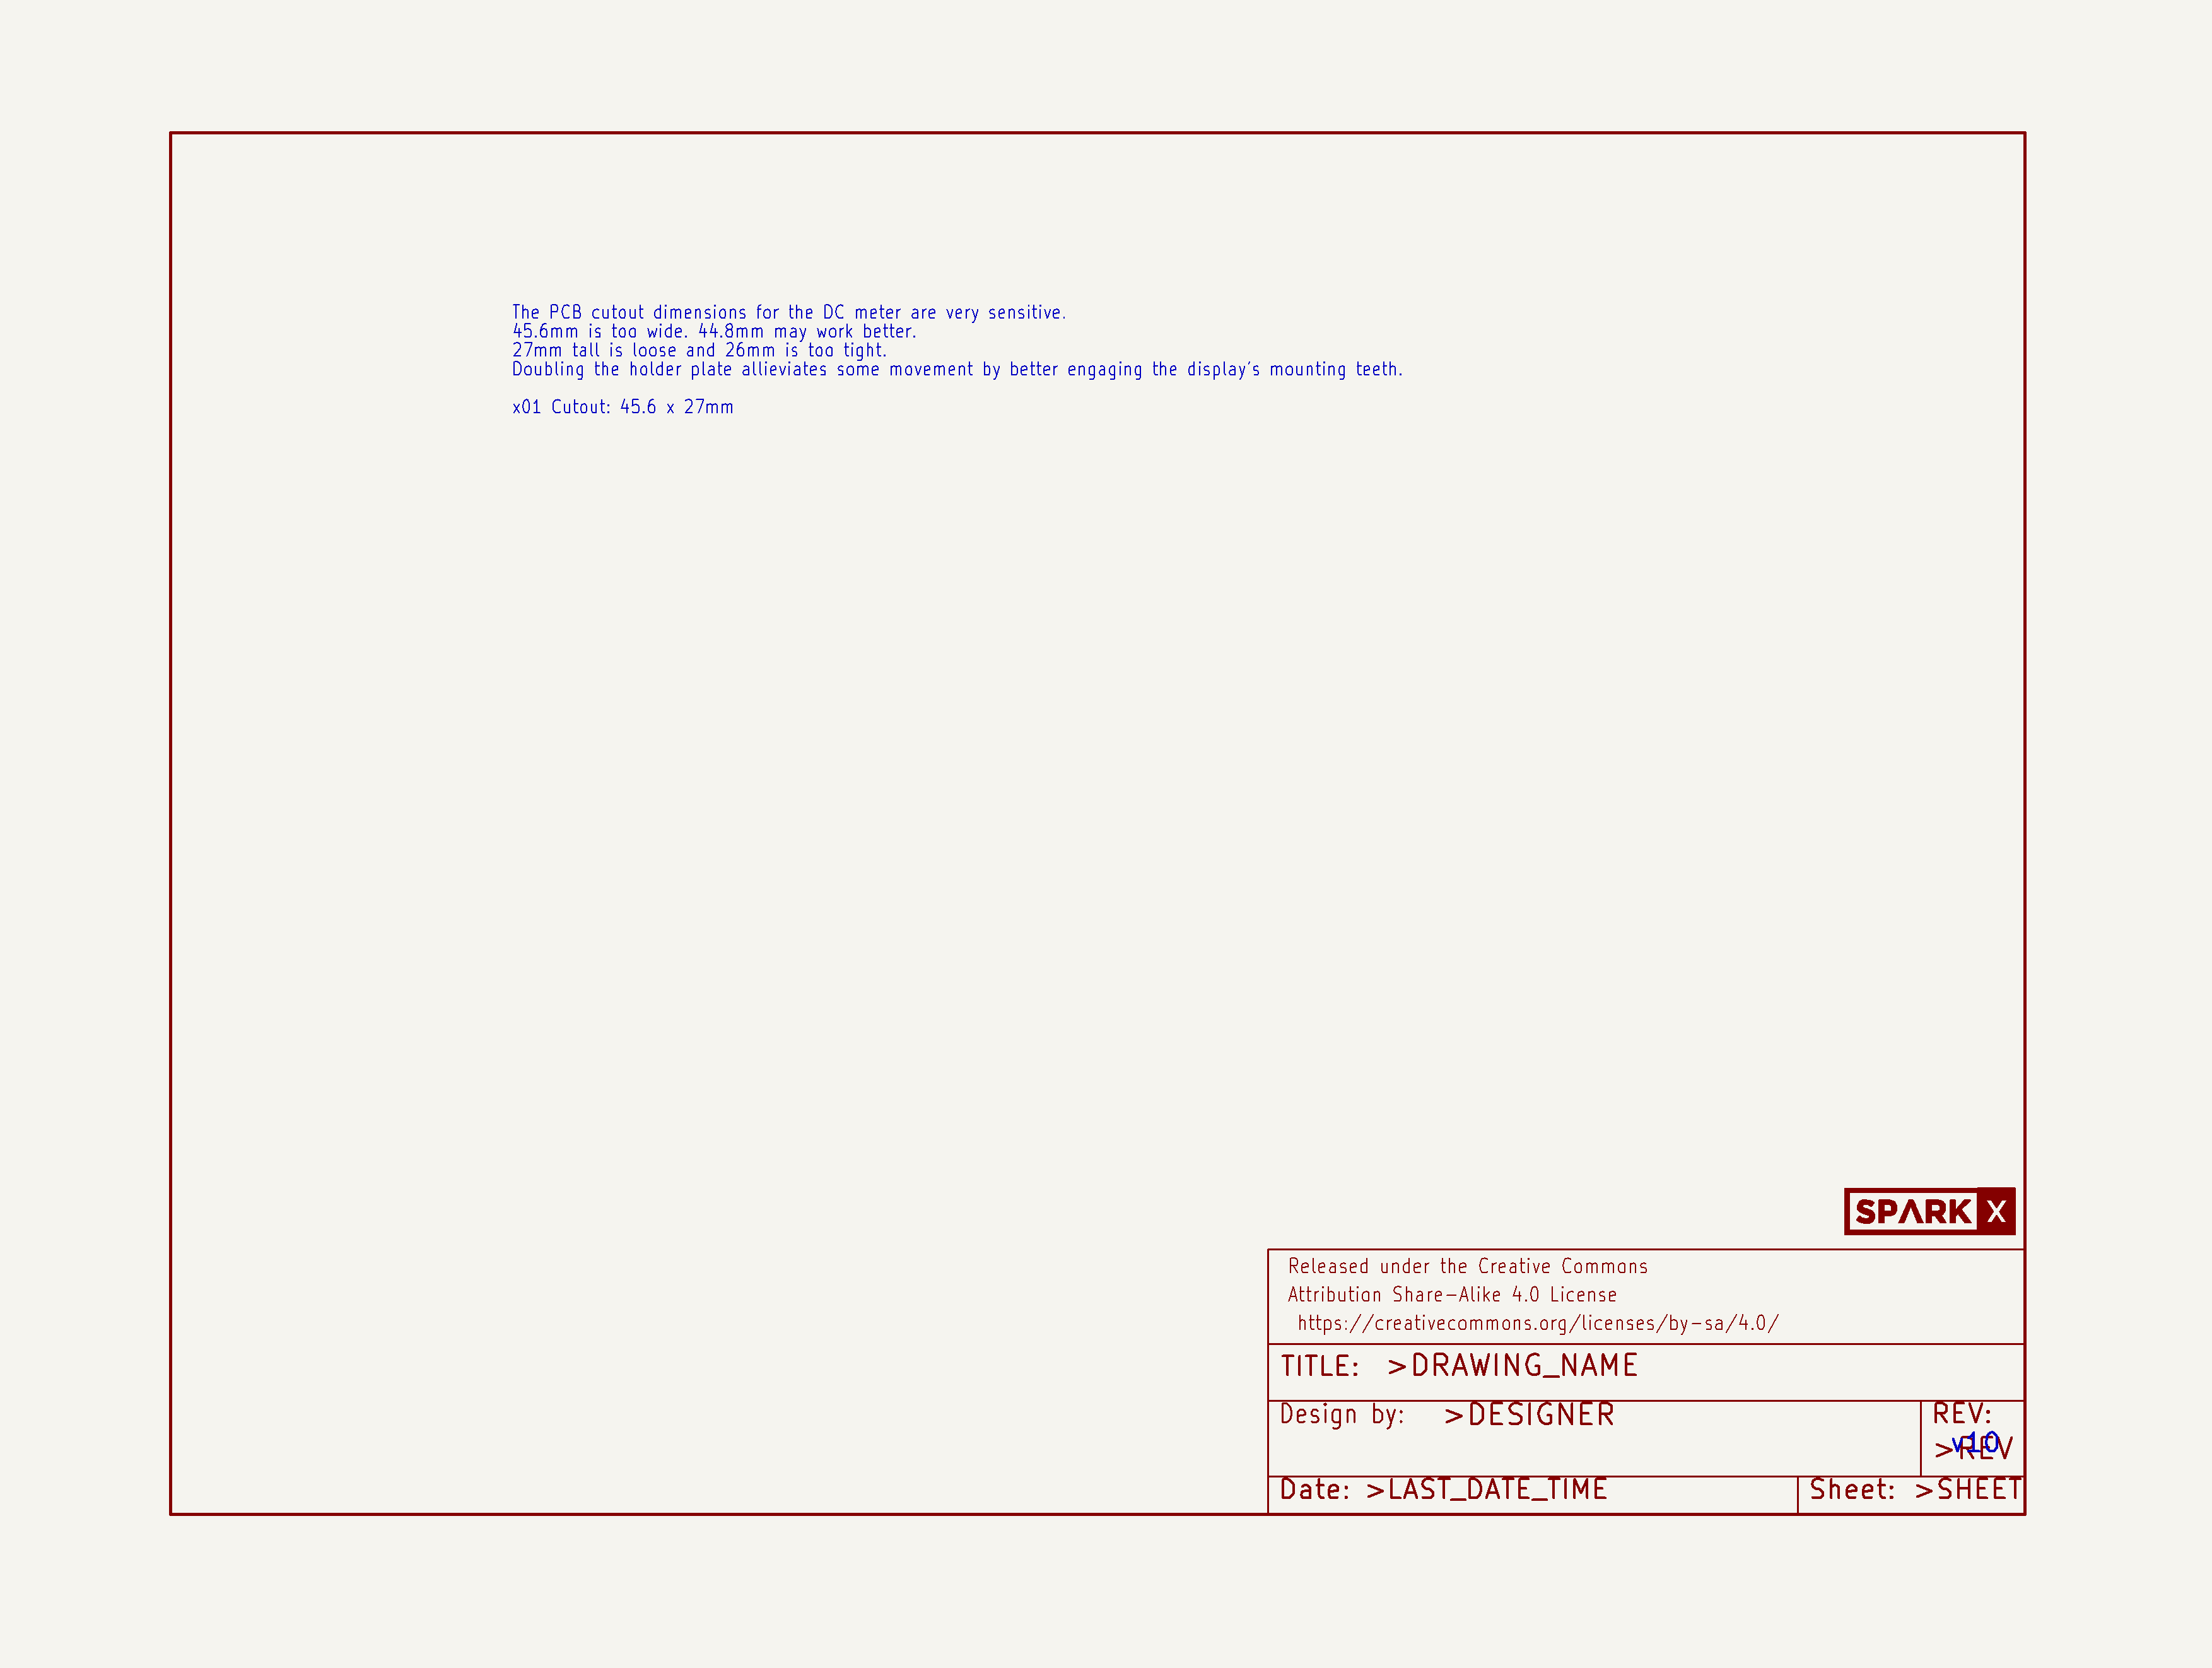 The PCB cutout dimensions for the DC meter are very sensitive.
45.6mm is too wide. 44.8mm may work better.
27mm tall is loose and 26mm is too tight.
Doubling the holder plate allieviates some movement by better engaging the display's mounting teeth.
x01 Cutout: 45.6 x 27mm
SPARK X
Released under the Creative Commons
Attribution Share-Alike 4.0 License
https://creativecommons.org/licenses/by-sa/4.0/
TITLE: >DRAWING_NAME
Design by: >DESIGNER
REV:
>REV
v10
Date: >LAST_DATE_TIME
Sheet: >SHEET